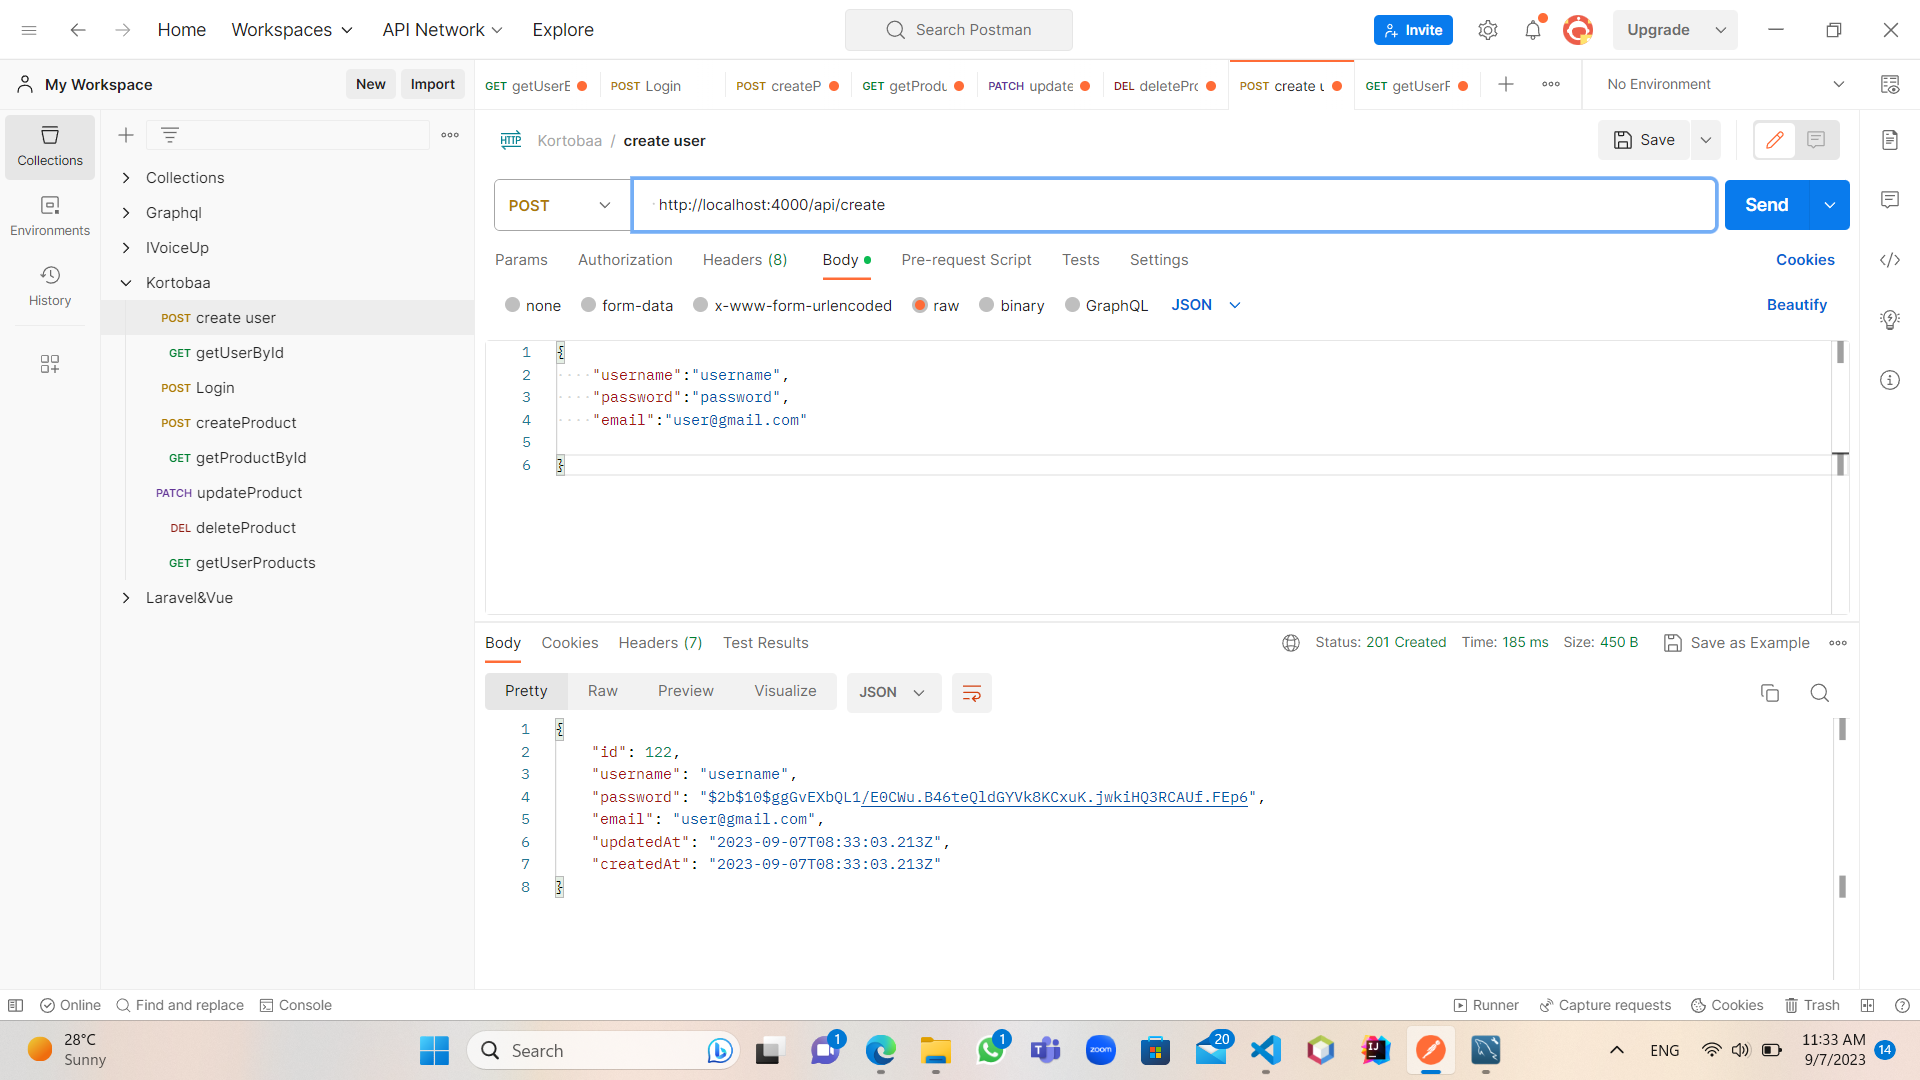 Home
Workspaces
API Network
Explore
Search Postman
Invite
Upgrade
My Workspace
New
Import
GET getUserE
POST Login
POST createP
GET getProdu
PATCH update
DEL deletePro
POST create u
GET getUserF
No Environment
Collections
Environments
History
Collections
Graphql
IVoiceUp
Kortobaa
POST create user
GET getUserById
POST Login
POST createProduct
GET getProductById
PATCH updateProduct
DEL deleteProduct
GET getUserProducts
Laravel&Vue
HTTP Kortobaa / create user
Save
POST
http://localhost:4000/api/create
Send
Params
Authorization
Headers (8)
Body
Pre-request Script
Tests
Settings
Cookies
none
form-data
x-www-form-urlencoded
raw
binary
GraphQL
JSON
Beautify
1 {
2 "username":"username",
3 "password":"password",
4 "email":"user@gmail.com"
5
6 }
Body
Cookies
Headers (7)
Test Results
Status: 201 Created
Time: 185 ms
Size: 450 B
Save as Example
Pretty
Raw
Preview
Visualize
JSON
1 {
2 "id": 122,
3 "username": "username",
4 "password": "$2b$10$ggGvEXbQL1/E0CWu.B46teQldGYVk8KCxuK.jwkiHQ3RCAUf.FEp6",
5 "email": "user@gmail.com",
6 "updatedAt": "2023-09-07T08:33:03.213Z",
7 "createdAt": "2023-09-07T08:33:03.213Z"
8 }
Online
Find and replace
Console
Runner
Capture requests
Cookies
Trash
28°C
Sunny
Search
1
1
zoom
20
IJ
ENG
11:33 AM
9/7/2023
14